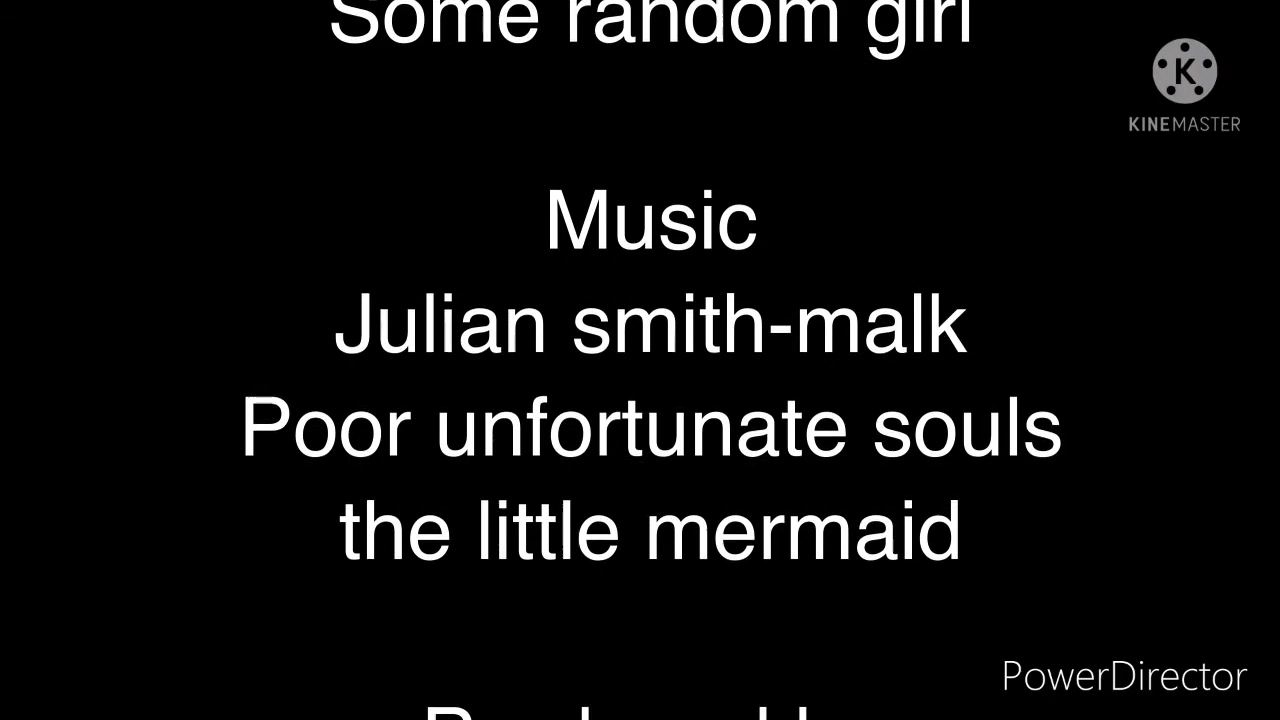 Some random girl
K
KINEMASTER
Music
Julian smith-malk
Poor unfortunate souls
the little mermaid
PowerDirector